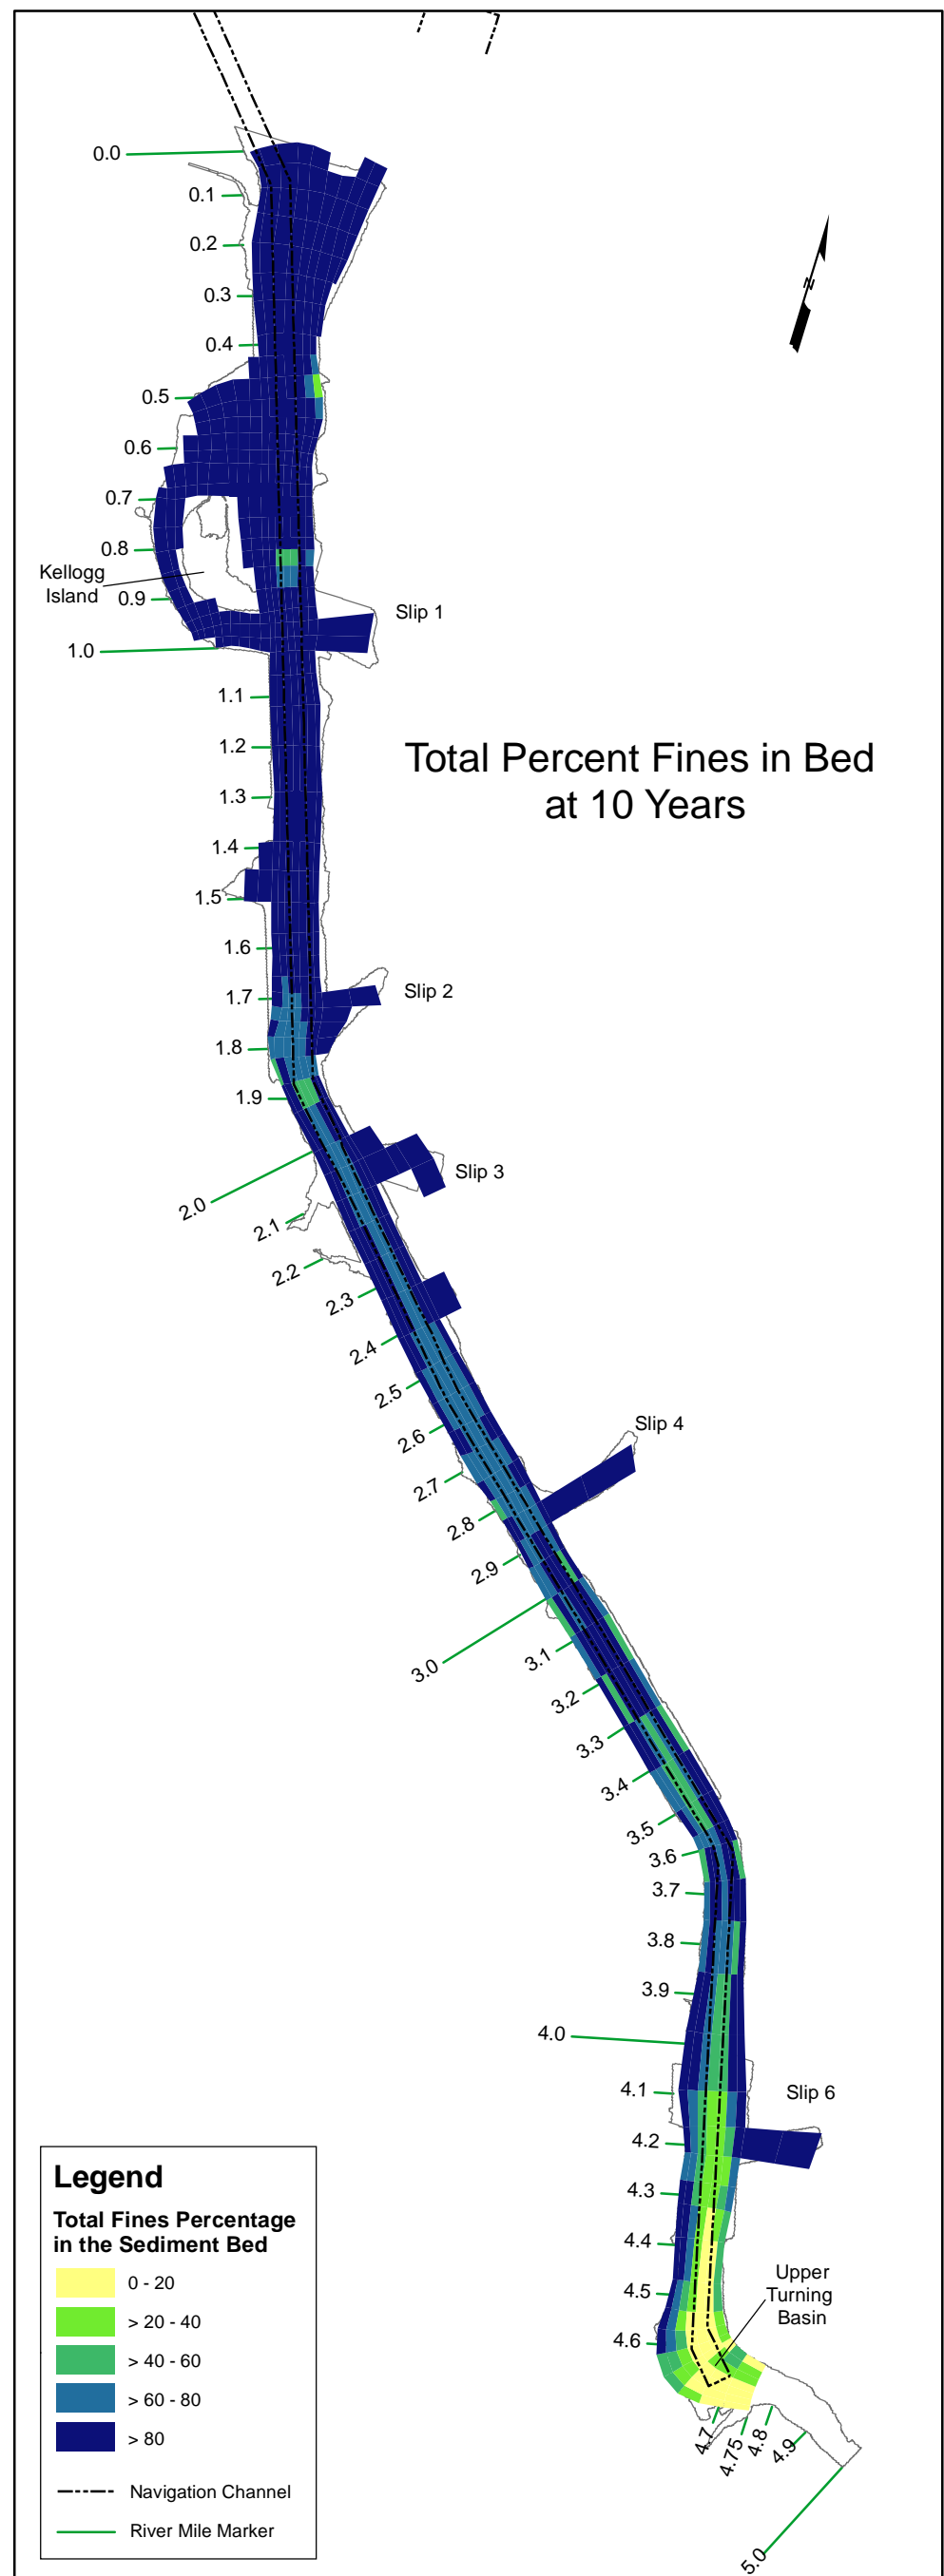 0.0
0.1
0.2
0.3
0.4
0.5
0.6
0.7
0.8
Kellogg
Island
0.9
Slip 1
1.0
1.1
1.2
Total Percent Fines in Bed
at 10 Years
1.3
1.4
1.5
1.6
1.7
Slip 2
1.8
1.9
Slip 3
2.0
2.1
2.2
2.3
2.4
2.5
2.6
Slip 4
2.7
2.8
2.9
3.0
3.1
3.2
3.3
3.4
3.5
3.6
3.7
3.8
3.9
4.0
4.1
Slip 6
4.2
4.3
4.4
4.5
Upper
Turning
Basin
4.6
4.7
4.75
4.8
4.9
5.0
N
Legend
Total Fines Percentage
in the Sediment Bed
0 - 20
> 20 - 40
> 40 - 60
> 60 - 80
> 80
Navigation Channel
River Mile Marker